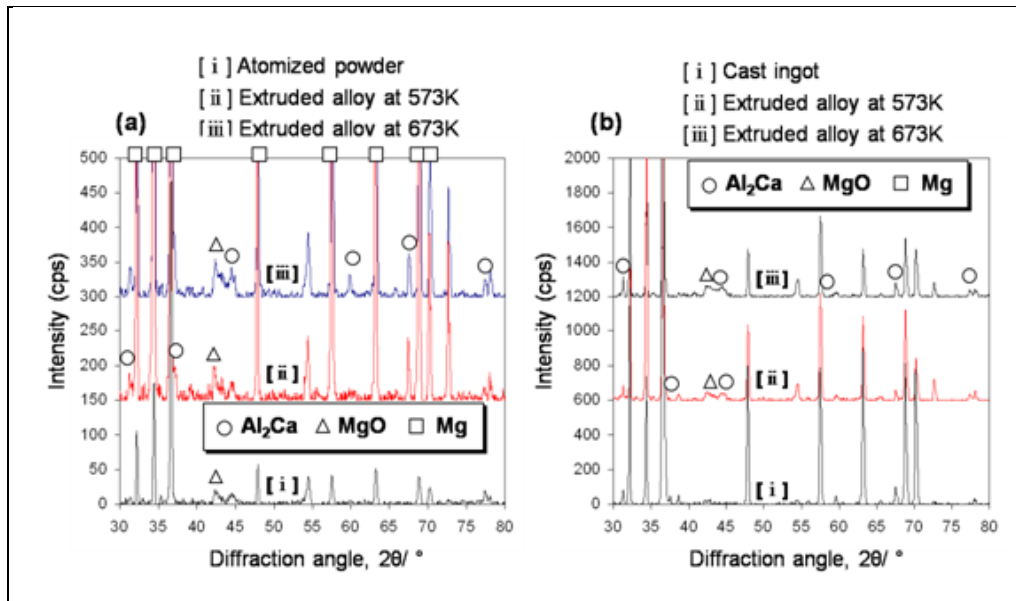 [ i ] Atomized powder
[ ii ] Extruded alloy at 573K
[iii] Extruded alloy at 673K
(a)
500
450
400
350
300
250
200
150
100
50
0
Intensity (cps)
[iii]
[ii]
Al₂Ca MgO Mg
[ i ]
30 35 40 45 50 55 60 65 70 75 80
Diffraction angle, 2θ/ °
[ i ] Cast ingot
[ ii ] Extruded alloy at 573K
[iii] Extruded alloy at 673K
(b)
2000
1800
1600
1400
1200
1000
800
600
400
200
0
Intensity (cps)
Al₂Ca MgO Mg
[iii]
[ii]
[ i ]
30 35 40 45 50 55 60 65 70 75 80
Diffraction angle, 2θ/ °